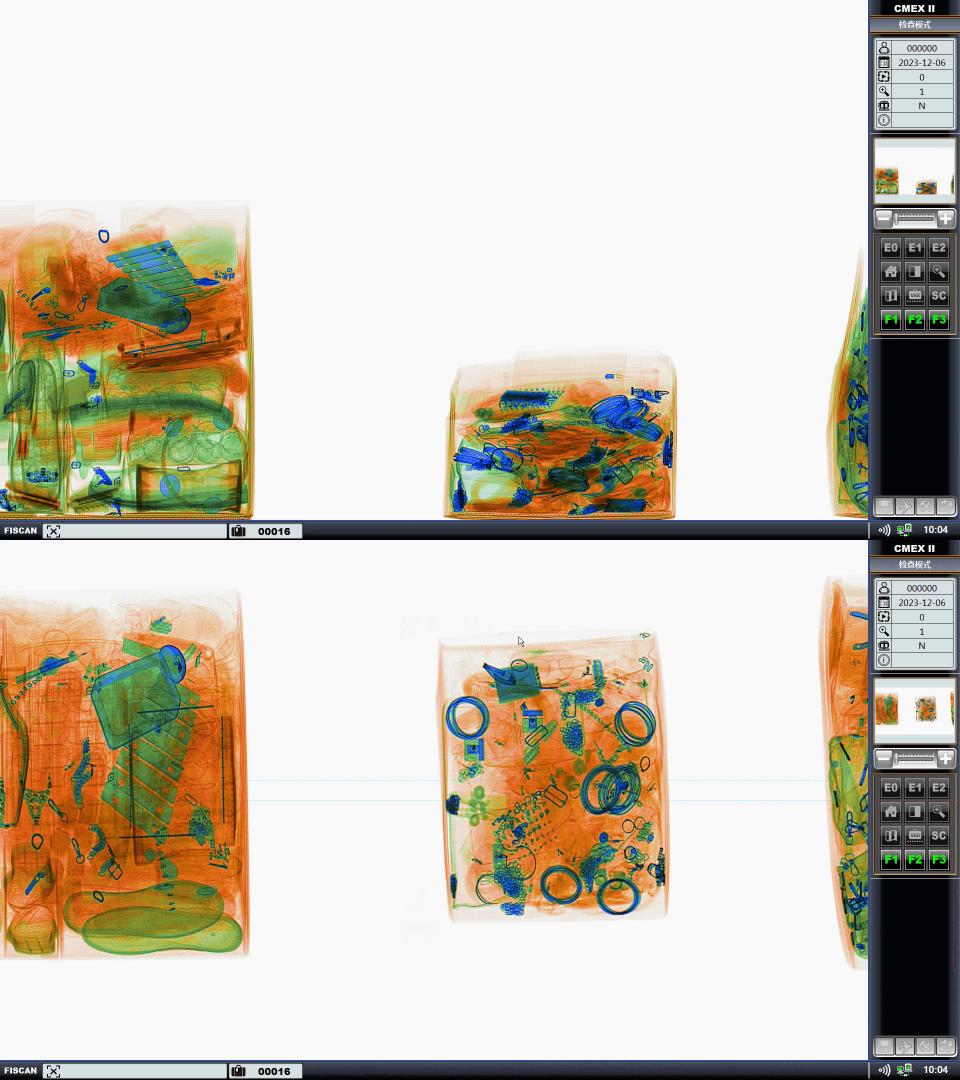 CMEX II
检查模式
000000
2023-12-06
0
1
N
E0 E1 E2
VAR SC
F1 F2 F3
FISCAN 00016 10:04
CMEX II
检查模式
000000
2023-12-06
0
1
N
E0 E1 E2
VAR SC
F1 F2 F3
FISCAN 00016 10:04